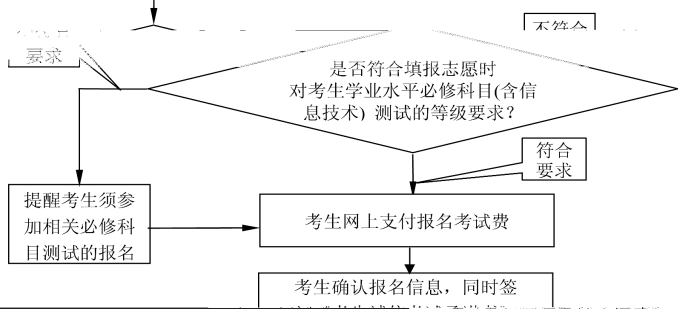 不符合
要求
是否符合填报志愿时
对考生学业水平必修科目(含信
息技术) 测试的等级要求？
符合
要求
提醒考生须参
加相关必修科
目测试的报名
考生网上支付报名考试费
考生确认报名信息，同时签